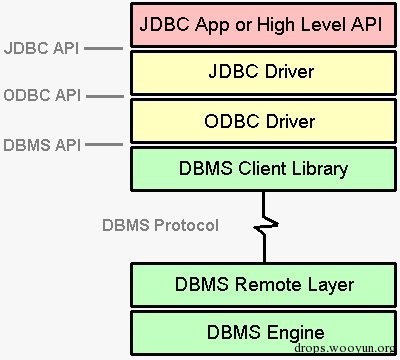 JDBC App or High Level API
JDBC API
JDBC Driver
ODBC API
ODBC Driver
DBMS API
DBMS Client Library
DBMS Protocol
DBMS Remote Layer
DBMS Engine
drops.wooyun.org